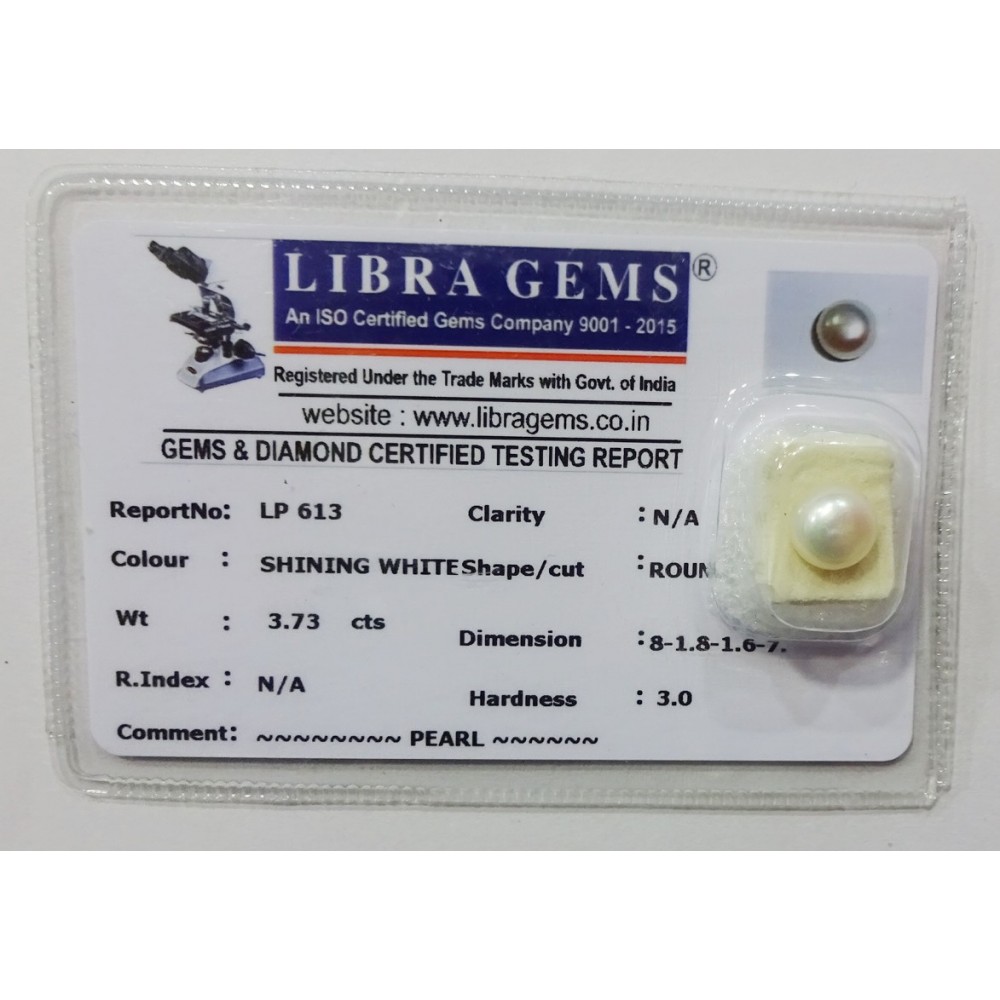 LIBRA GEMS ®
An ISO Certified Gems Company 9001 - 2015
Registered Under the Trade Marks with Govt. of India
website : www.libragems.co.in
GEMS & DIAMOND CERTIFIED TESTING REPORT
ReportNo: LP 613 Clarity : N/A
Colour : SHINING WHITE Shape/cut :
Wt : 3.73 cts Dimension : 8-1.8-1.6-7.
R.Index : N/A Hardness : 3.0
Comment: ~~~~~~~~ PEARL ~~~~~~